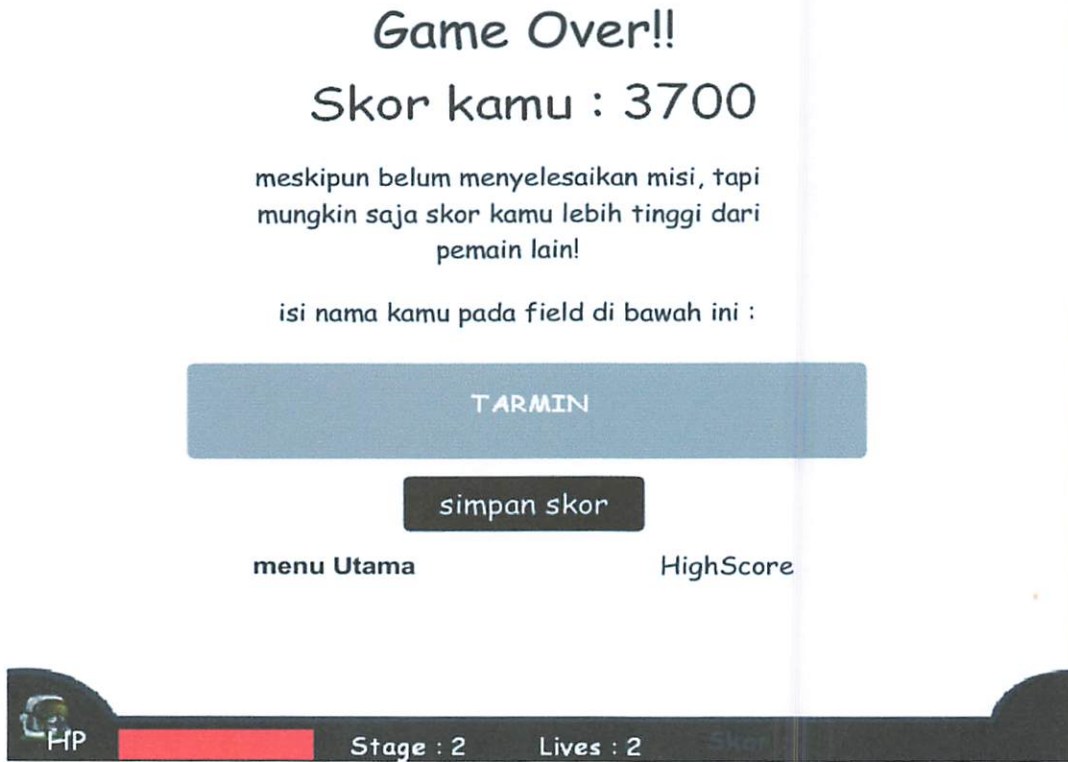 Game Over!!
Skor kamu : 3700
meskipun belum menyelesaikan misi, tapi
mungkin saja skor kamu lebih tinggi dari
pemain lain!
isi nama kamu pada field di bawah ini :
TARMIN
simpan skor
menu Utama HighScore
HP Stage : 2 Lives : 2 Skor